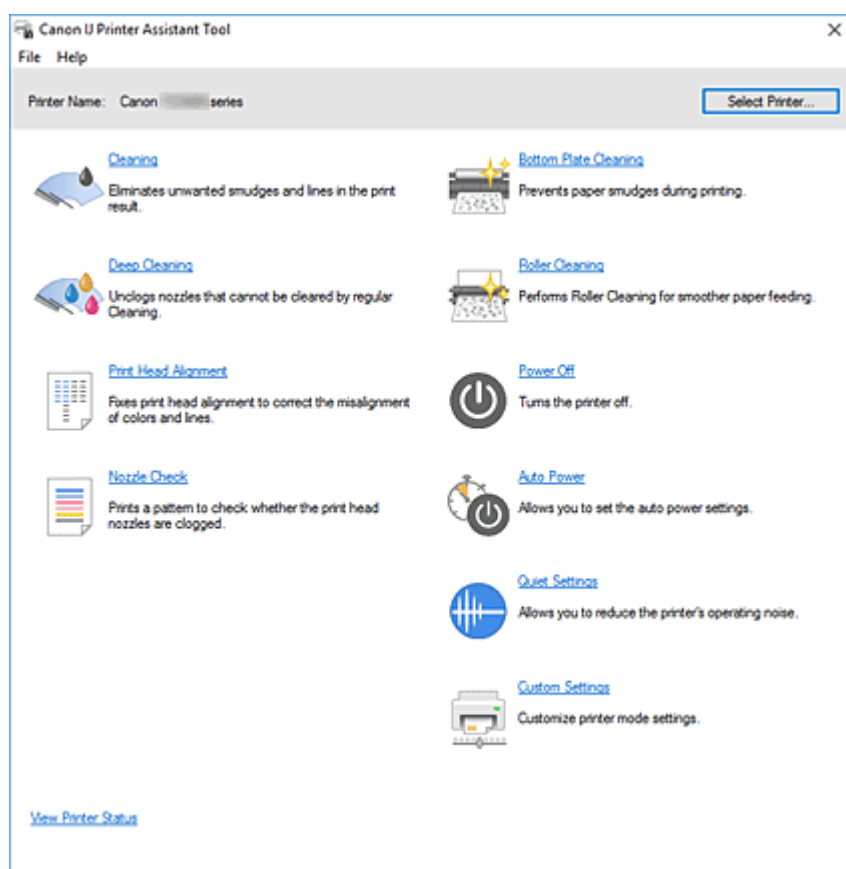 Canon IJ Printer Assistant Tool
File Help
Printer Name: Canon series
Select Printer...
Cleaning
Eliminates unwanted smudges and lines in the print
result.
Deep Cleaning
Unclogs nozzles that cannot be cleared by regular
Cleaning.
Print Head Alignment
Fixes print head alignment to correct the misalignment
of colors and lines.
Nozzle Check
Prints a pattern to check whether the print head
nozzles are clogged.
Bottom Plate Cleaning
Prevents paper smudges during printing.
Roller Cleaning
Performs Roller Cleaning for smoother paper feeding.
Power Off
Turns the printer off.
Auto Power
Allows you to set the auto power settings.
Quiet Settings
Allows you to reduce the printer's operating noise.
Custom Settings
Customize printer mode settings.
View Printer Status